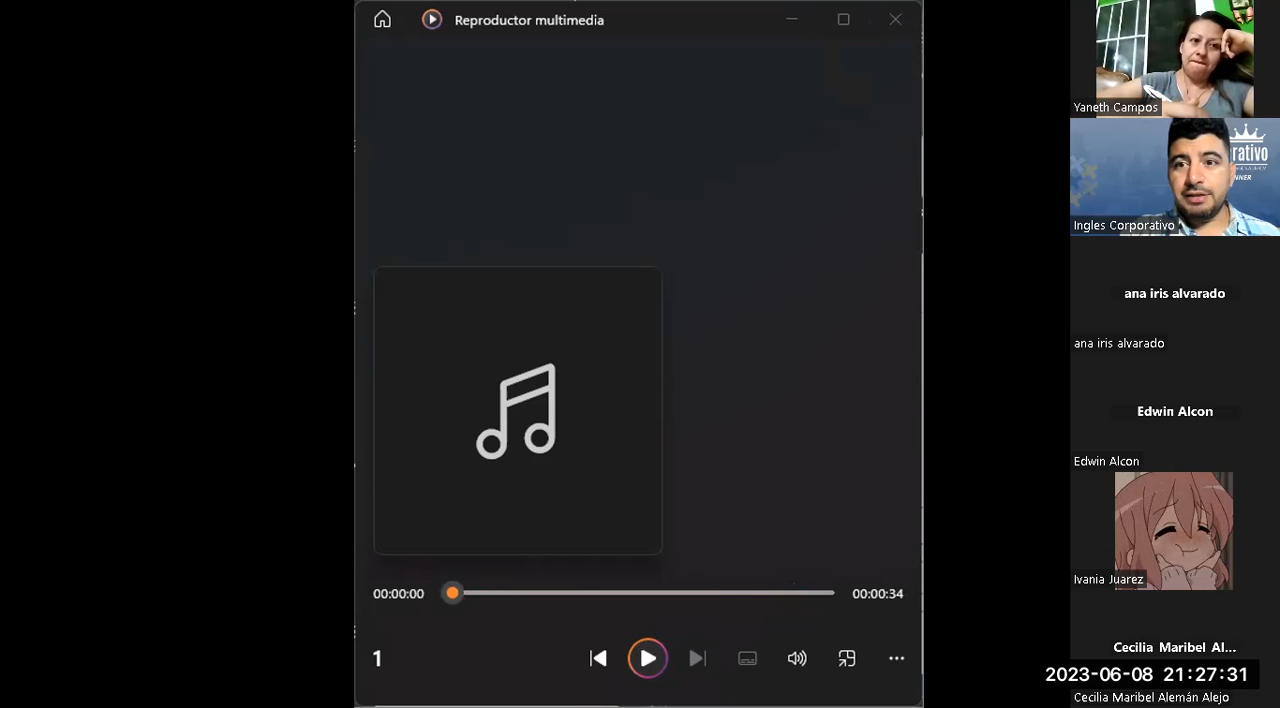 Reproductor multimedia
00:00:00
00:00:34
1
Yaneth Campos
rativo
NNER
Ingles Corporativo
ana iris alvarado
ana iris alvarado
Edwin Alcon
Edwin Alcon
Ivania Juarez
Cecilia Maribel Al...
2023-06-08 21:27:31
Cecilia Maribel Alemán Alejo